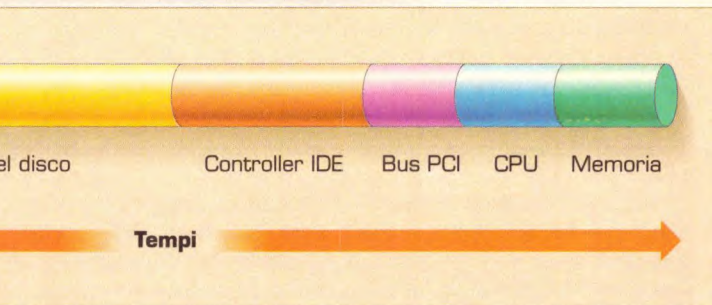 el disco Controller IDE Bus PCI CPU Memoria
Tempi